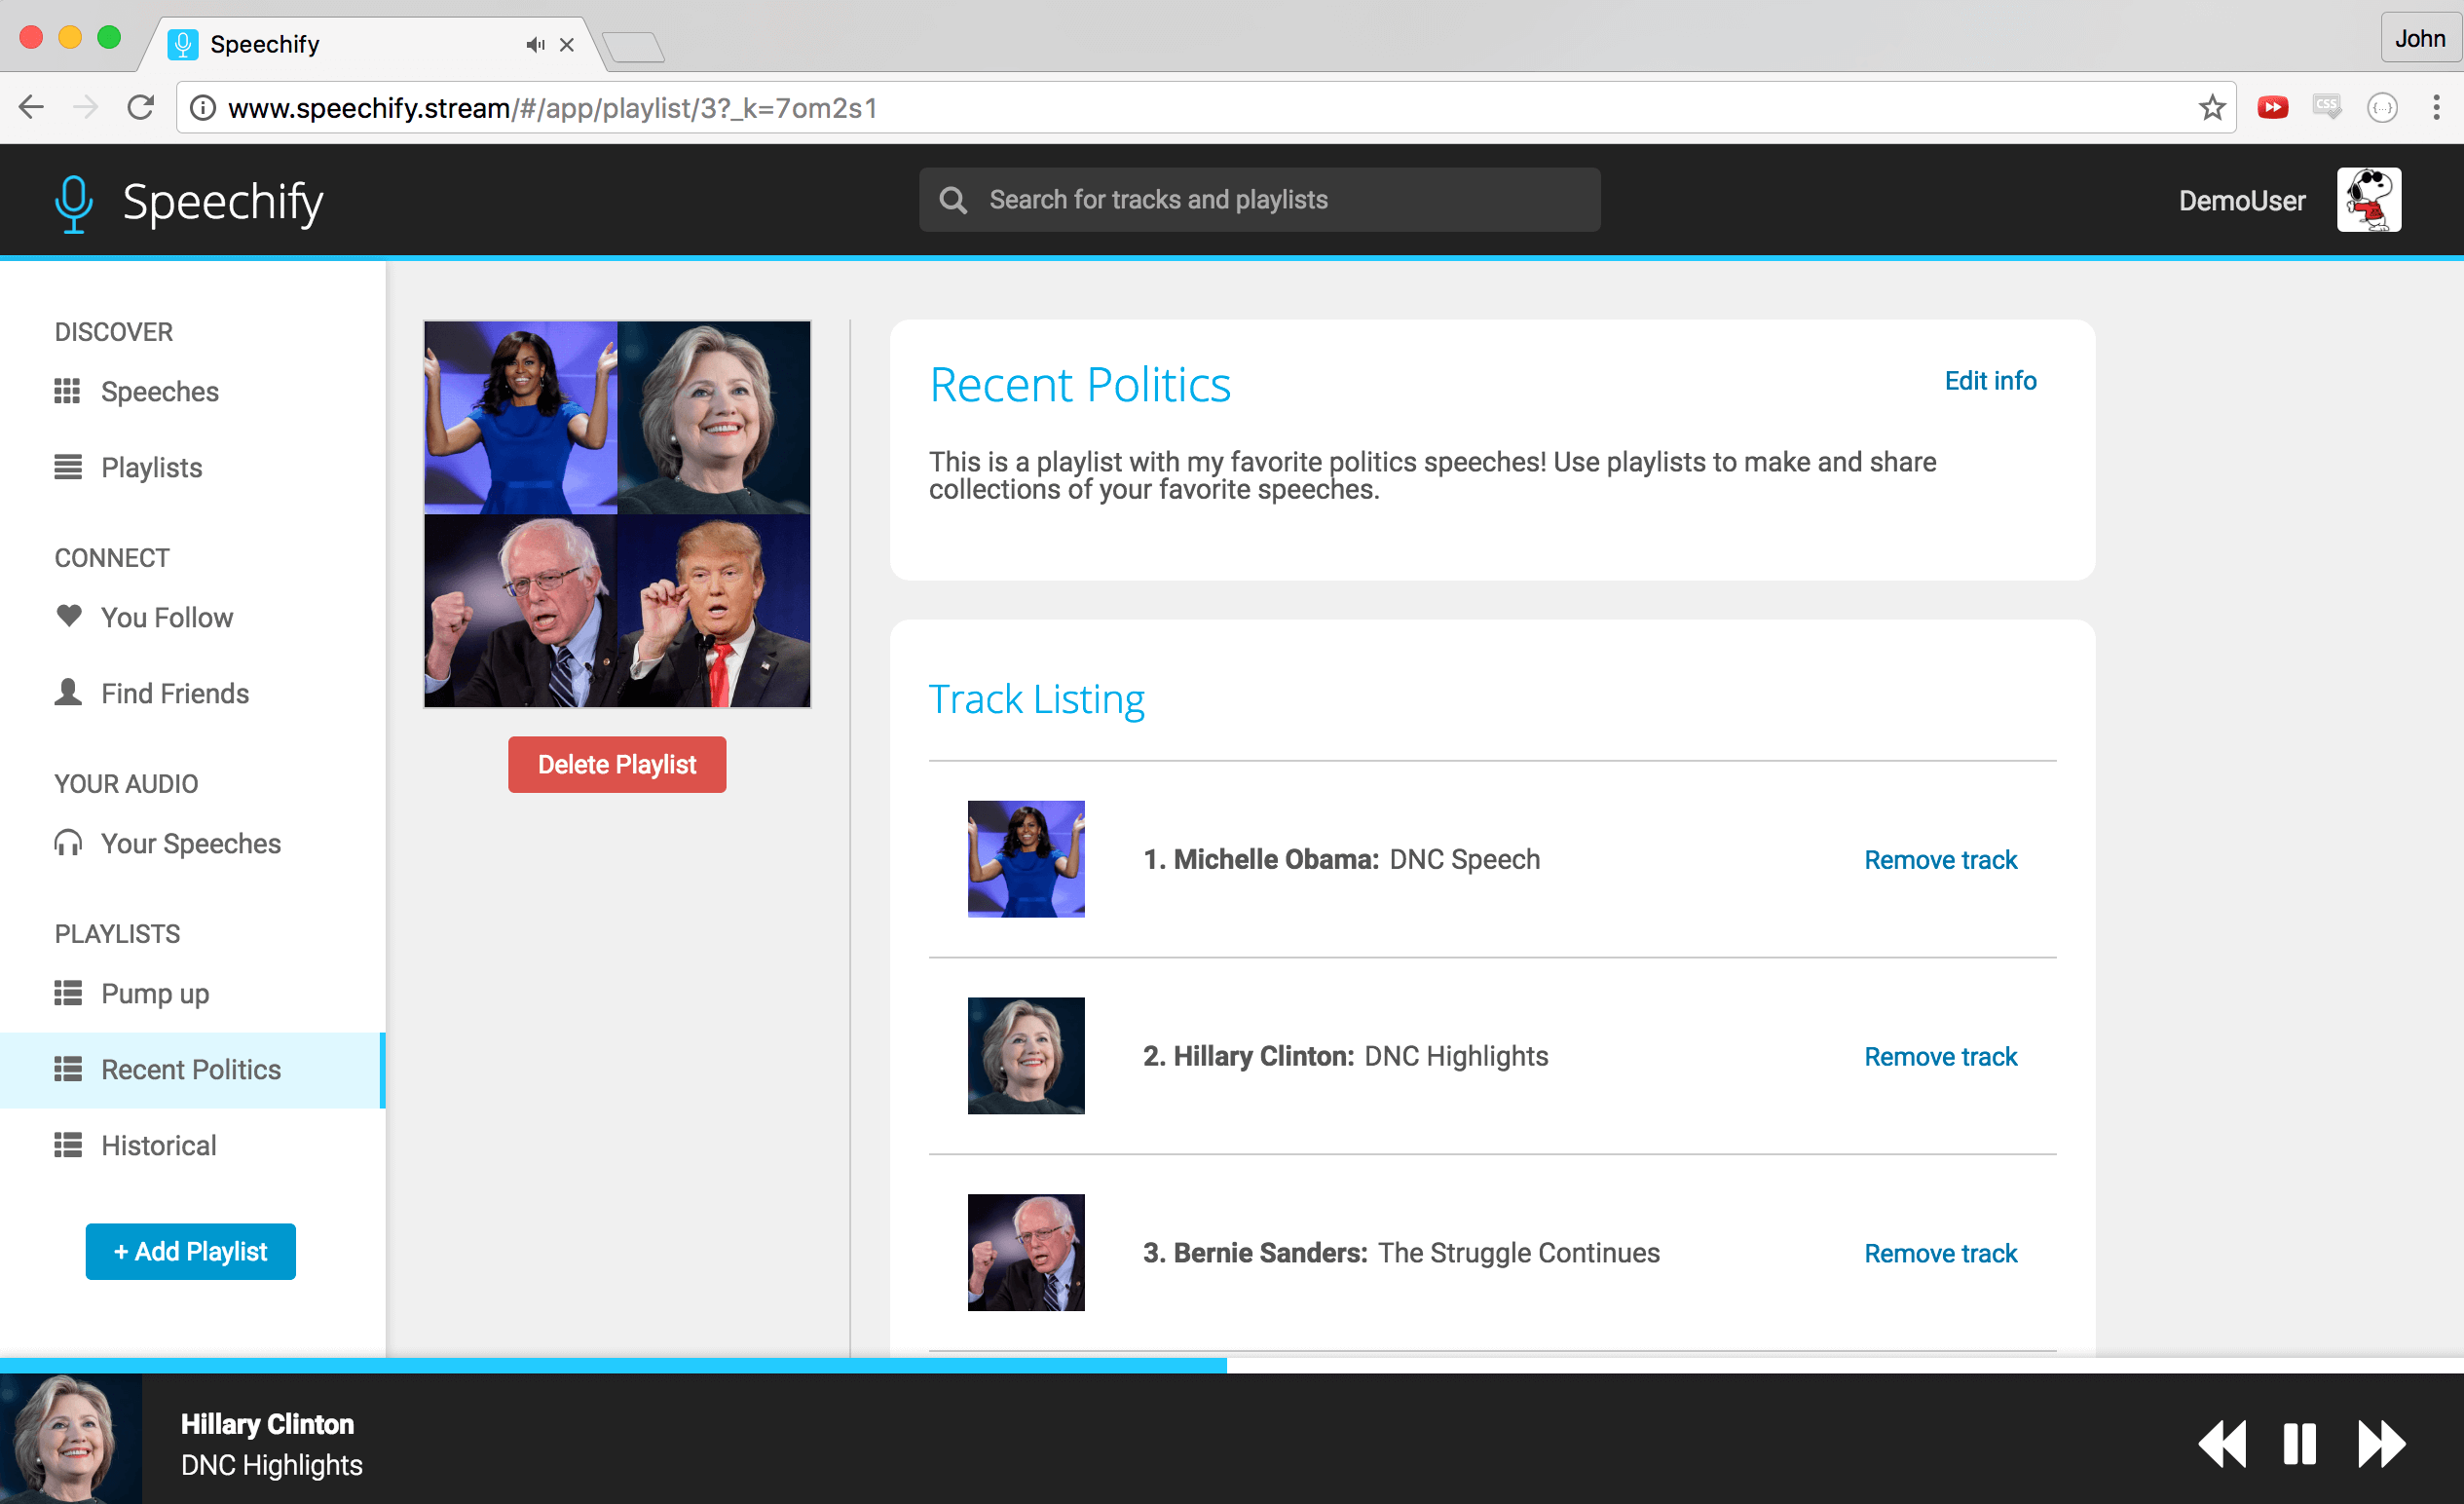 Speechify
John
www.speechify.stream/#/app/playlist/3?_k=7om2s1
CSS
{...}
Speechify
Search for tracks and playlists
DemoUser
DISCOVER
Speeches
Playlists
CONNECT
You Follow
Find Friends
YOUR AUDIO
Your Speeches
PLAYLISTS
Pump up
Recent Politics
Historical
+ Add Playlist
Delete Playlist
Recent Politics
Edit info
This is a playlist with my favorite politics speeches! Use playlists to make and share
collections of your favorite speeches.
Track Listing
1. Michelle Obama: DNC Speech
Remove track
2. Hillary Clinton: DNC Highlights
Remove track
3. Bernie Sanders: The Struggle Continues
Remove track
Hillary Clinton
DNC Highlights